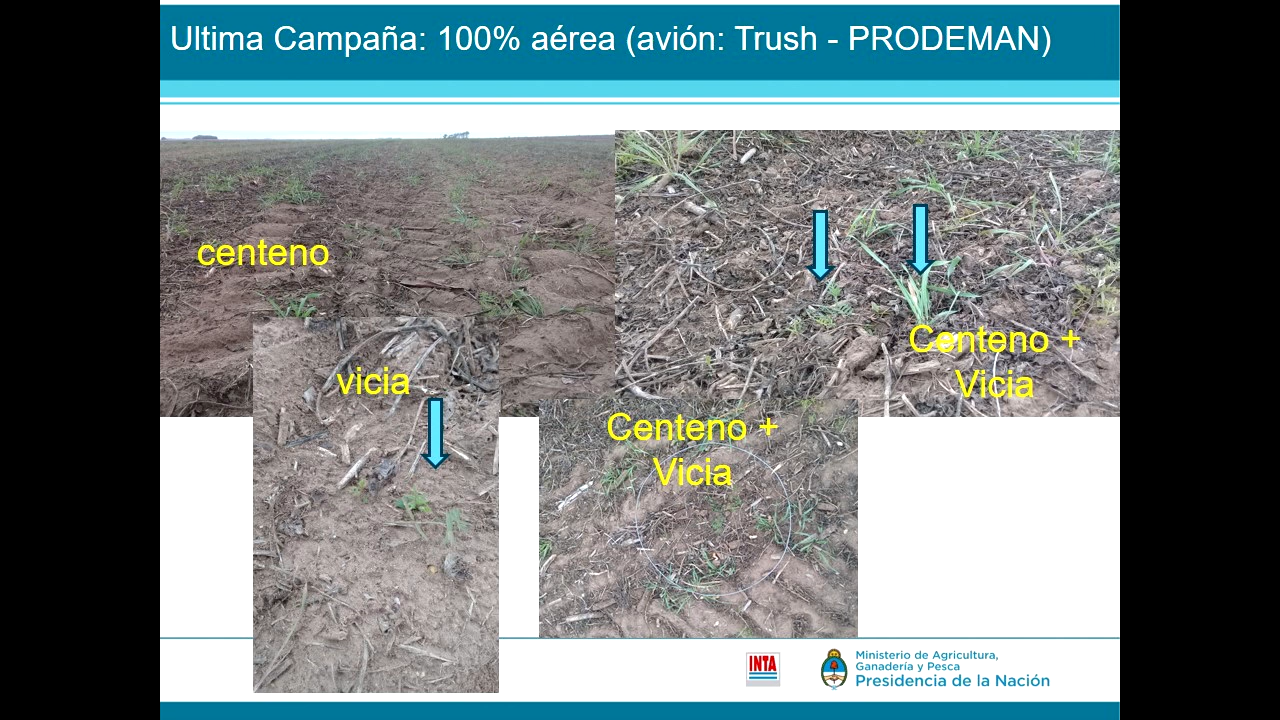 Ultima Campaña: 100% aérea (avión: Trush - PRODEMAN)
centeno
vicia
Centeno +
Vicia
Centeno +
Vicia
INTA
Ministerio de Agricultura,
Ganadería y Pesca
Presidencia de la Nación